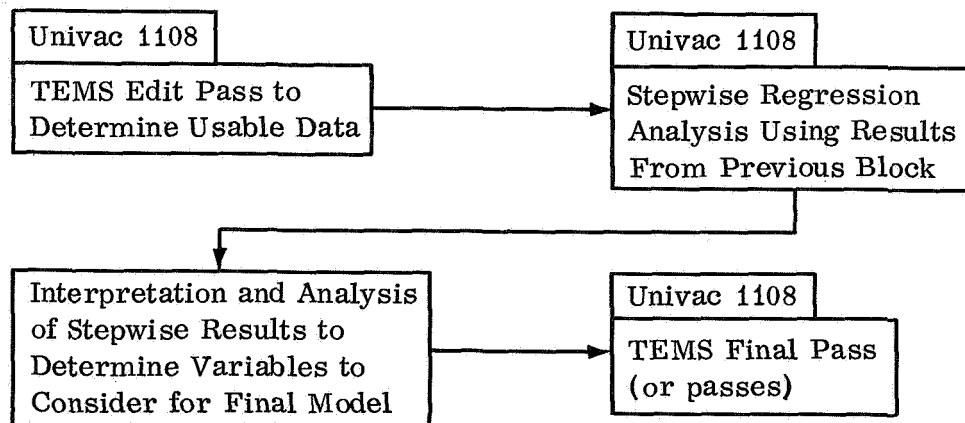 Univac 1108
TEMS Edit Pass to
Determine Usable Data
Univac 1108
Stepwise Regression
Analysis Using Results
From Previous Block
Interpretation and Analysis
of Stepwise Results to
Determine Variables to
Consider for Final Model
Univac 1108
TEMS Final Pass
(or passes)